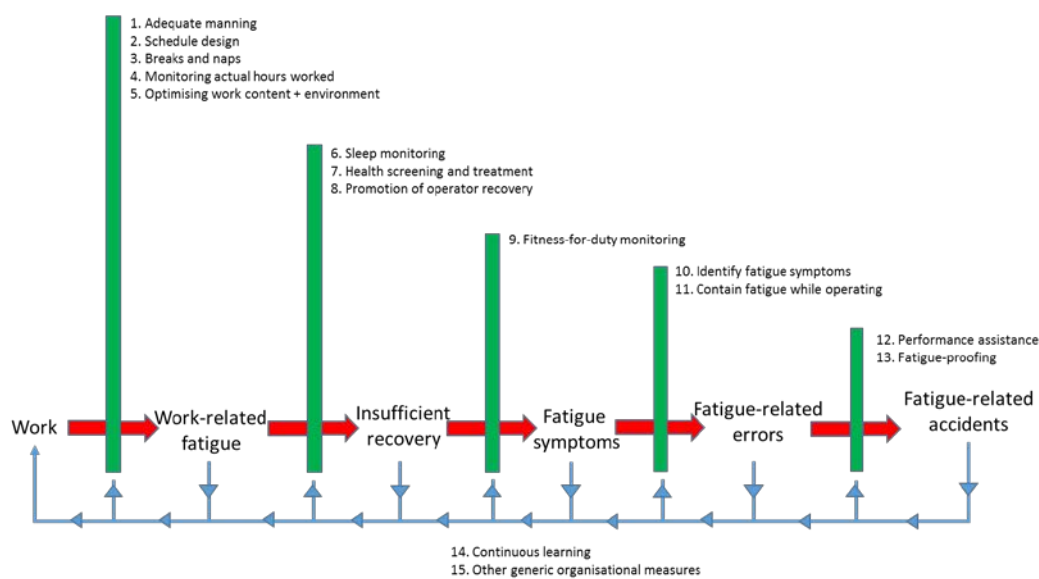 1. Adequate manning
2. Schedule design
3. Breaks and naps
4. Monitoring actual hours worked
5. Optimising work content + environment
6. Sleep monitoring
7. Health screening and treatment
8. Promotion of operator recovery
9. Fitness-for-duty monitoring
10. Identify fatigue symptoms
11. Contain fatigue while operating
12. Performance assistance
13. Fatigue-proofing
Work
Work-related
fatigue
Insufficient
recovery
Fatigue
symptoms
Fatigue-related
errors
Fatigue-related
accidents
14. Continuous learning
15. Other generic organisational measures